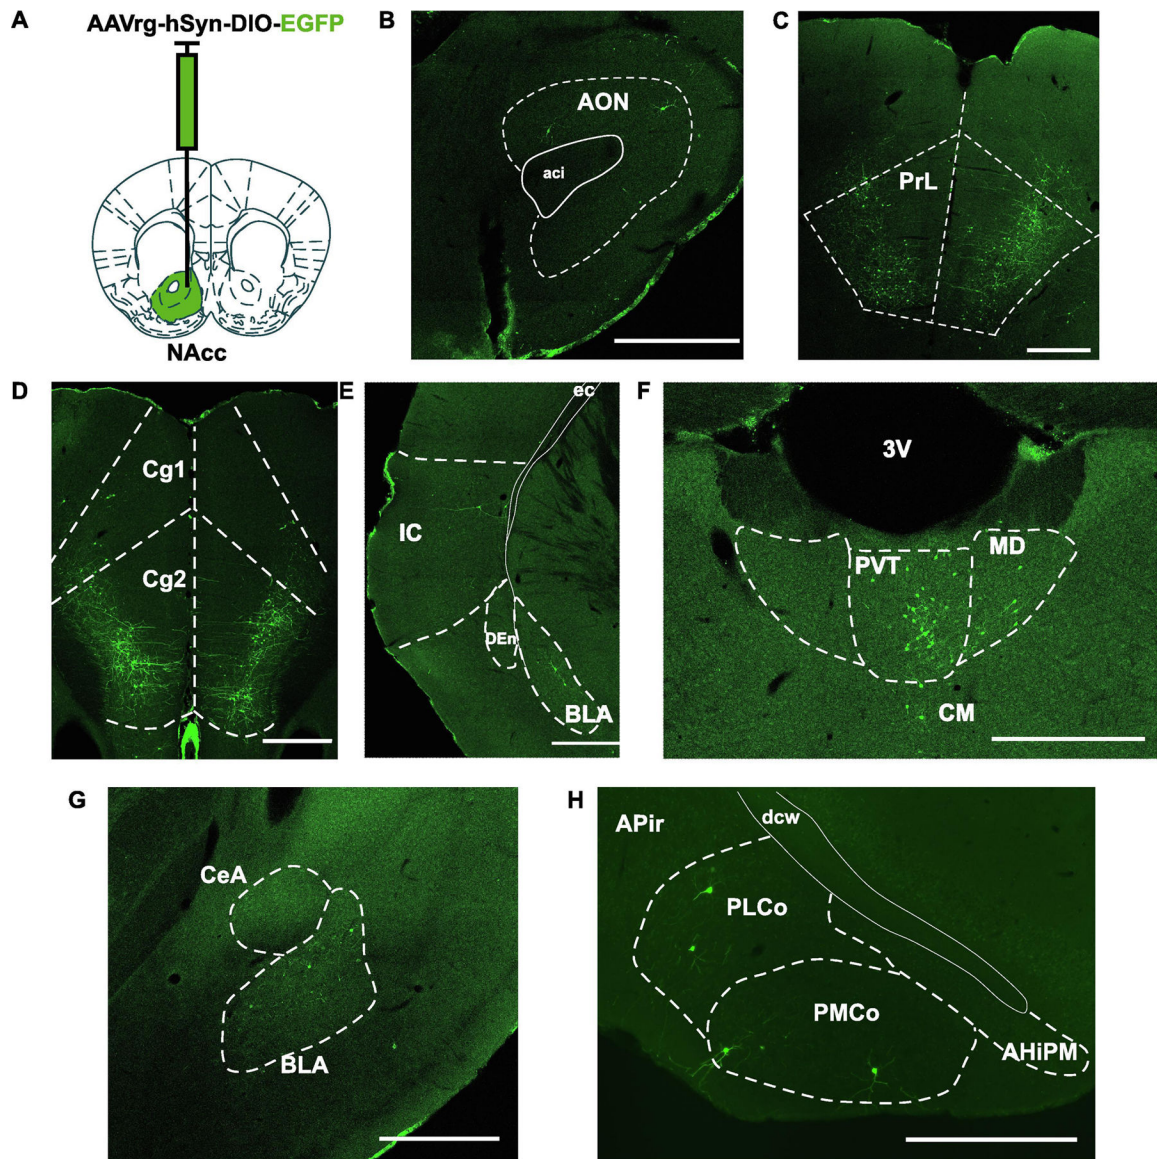 A
AAVrg-hSyn-DIO-EGFP
NAcc
B
AON
aci
C
PrL
D
Cg1
Cg2
E
ec
IC
DEn
BLA
F
3V
PVT
MD
CM
G
CeA
BLA
H
APir
dcw
PLCo
PMCo
AHiPM